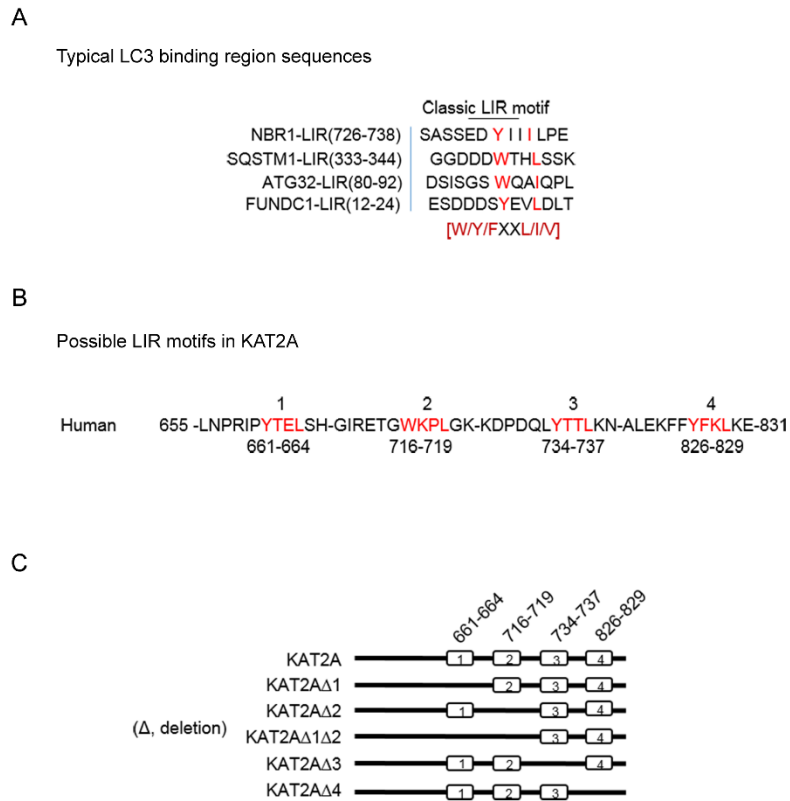 A
Typical LC3 binding region sequences
Classic LIR motif
NBR1-LIR(726-738) SASSED Y I I I LPE
SQSTM1-LIR(333-344) GGDDDWTHLSSK
ATG32-LIR(80-92) DSISGS WQAIQPL
FUNDC1-LIR(12-24) ESDDDSYEVLDLT
[W/Y/FXXL/I/V]
B
Possible LIR motifs in KAT2A
1 2 3 4
Human 655 -LNPRIPYTELSH-GIRETGWKPLGK-KDPDQLYTTLKN-ALEKFFYFKLKE-831
661-664 716-719 734-737 826-829
C
661-664 716-719 734-737 826-829
KAT2A 1 2 3 4
KAT2AΔ1 2 3 4
KAT2AΔ2 1 3 4
(Δ, deletion) KAT2AΔ1Δ2 3 4
KAT2AΔ3 1 2 4
KAT2AΔ4 1 2 3